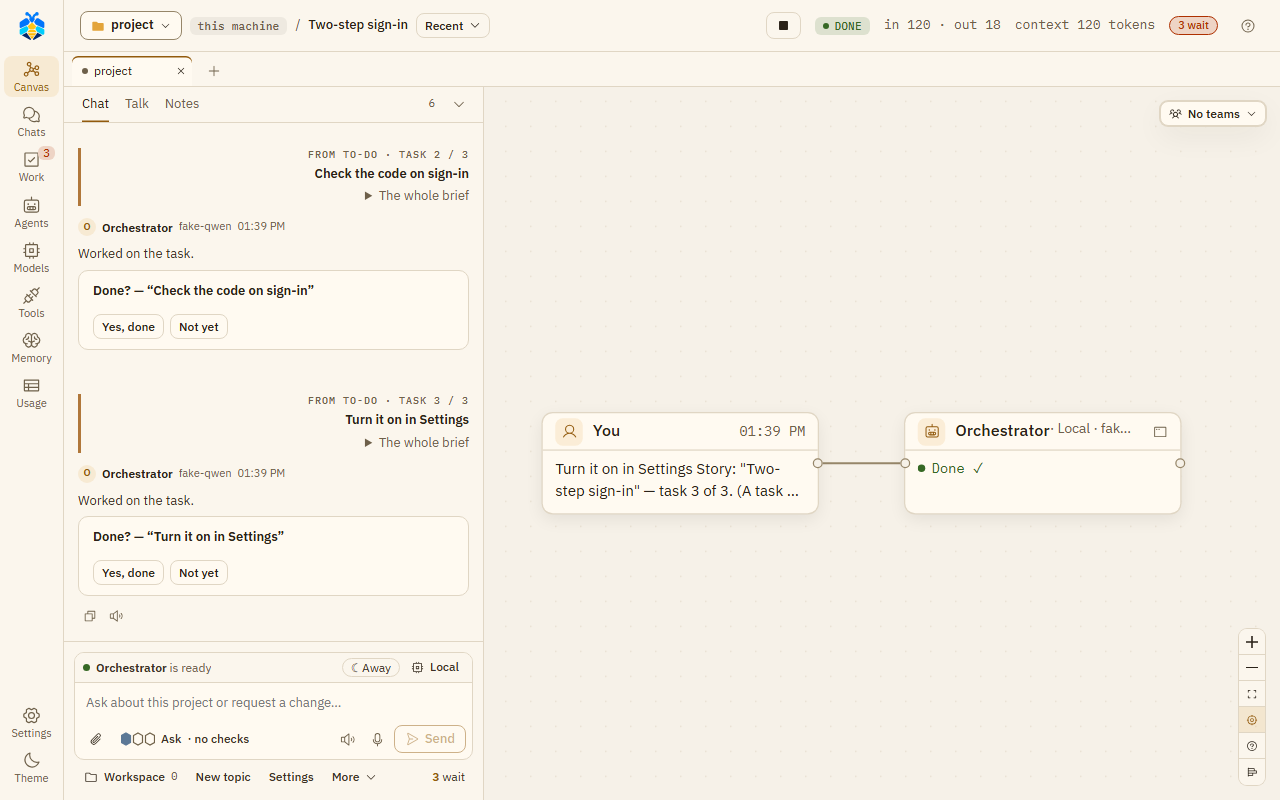 project
this machine
/
Two-step sign-in
Recent
DONE
in 120 · out 18
context 120 tokens
3 wait
Canvas
Chats
3
Work
Agents
Models
Tools
Memory
Usage
Settings
Theme
project
Chat
Talk
Notes
6
FROM TO-DO · TASK 2 / 3
Check the code on sign-in
The whole brief
O Orchestrator fake-qwen 01:39 PM
Worked on the task.
Done? — “Check the code on sign-in”
Yes, done
Not yet
FROM TO-DO · TASK 3 / 3
Turn it on in Settings
The whole brief
O Orchestrator fake-qwen 01:39 PM
Worked on the task.
Done? — “Turn it on in Settings”
Yes, done
Not yet
Orchestrator is ready
Away
Local
Ask about this project or request a change...
Ask · no checks
Send
Workspace 0
New topic
Settings
More
3 wait
No teams
You
01:39 PM
Turn it on in Settings Story: "Two-
step sign-in" — task 3 of 3. (A task ...
Orchestrator · Local · fak...
Done ✓